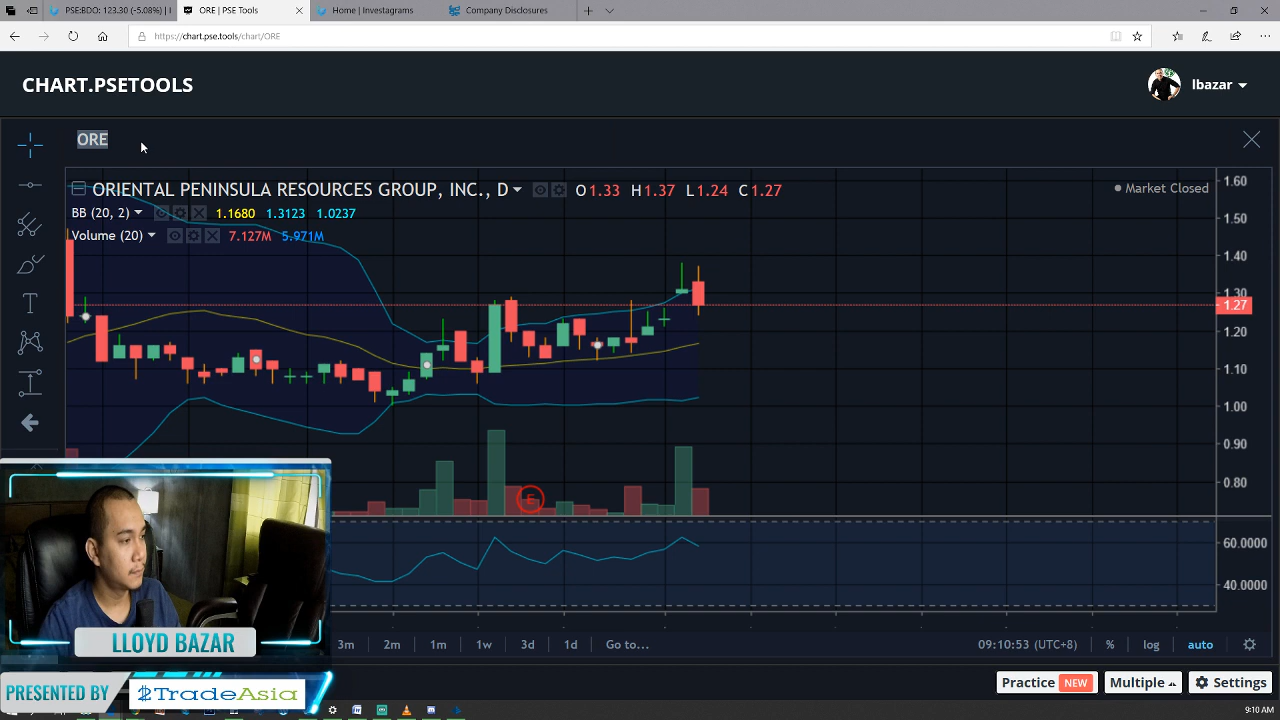 PSE:BDO: 123.30 (-5.08%) | I
ORE | PSE Tools
Home | Investagrams
Company Disclosures
https://chart.pse.tools/chart/ORE
CHART.PSETOOLS
lbazar
ORE
ORIENTAL PENINSULA RESOURCES GROUP, INC., D O1.33 H1.37 L1.24 C1.27
Market Closed
BB (20, 2) 1.1680 1.3123 1.0237
Volume (20) 7.127M 5.971M
1.60
1.50
1.40
1.30
1.27
1.20
1.10
1.00
0.90
0.80
E
60.0000
40.0000
3m 2m 1m 1w 3d 1d Go to...
09:10:53 (UTC+8) % log auto
LLOYD BAZAR
PRESENTED BY $TradeAsia
Practice NEW Multiple Settings
9:10 AM